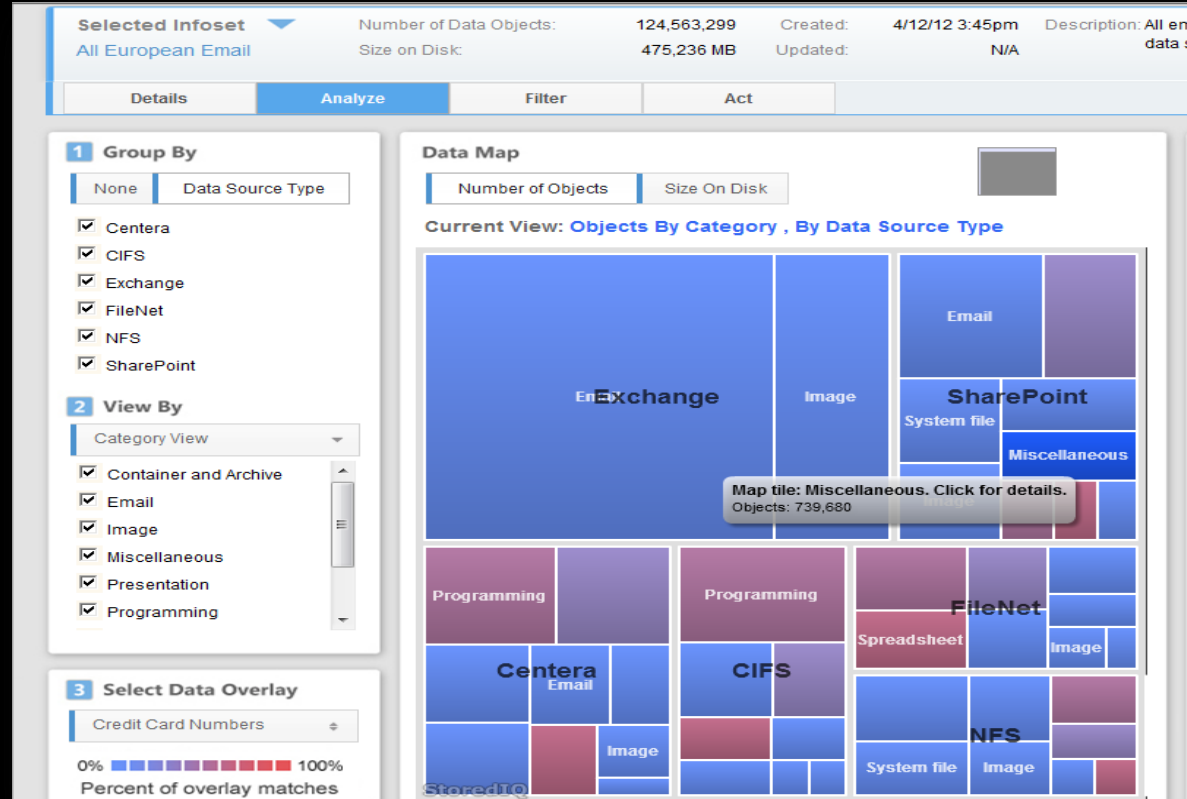 Selected Infoset
All European Email
Number of Data Objects: 124,563,299
Size on Disk: 475,236 MB
Created: 4/12/12 3:45pm
Updated: N/A
Description: All en
data s
Details Analyze Filter Act
1 Group By
None Data Source Type
Centera
CIFS
Exchange
FileNet
NFS
SharePoint
2 View By
Category View
Container and Archive
Email
Image
Miscellaneous
Presentation
Programming
3 Select Data Overlay
Credit Card Numbers
0% 100%
Percent of overlay matches
Data Map
Number of Objects Size On Disk
Current View: Objects By Category , By Data Source Type
Email
Exchange
Image
Email
SharePoint
System file
Miscellaneous
Map tile: Miscellaneous. Click for details.
Objects: 739,680
Image
Programming
Centera
Email
Image
Programming
CIFS
FileNet
Spreadsheet
Image
NFS
System file
Image
StoredIQ